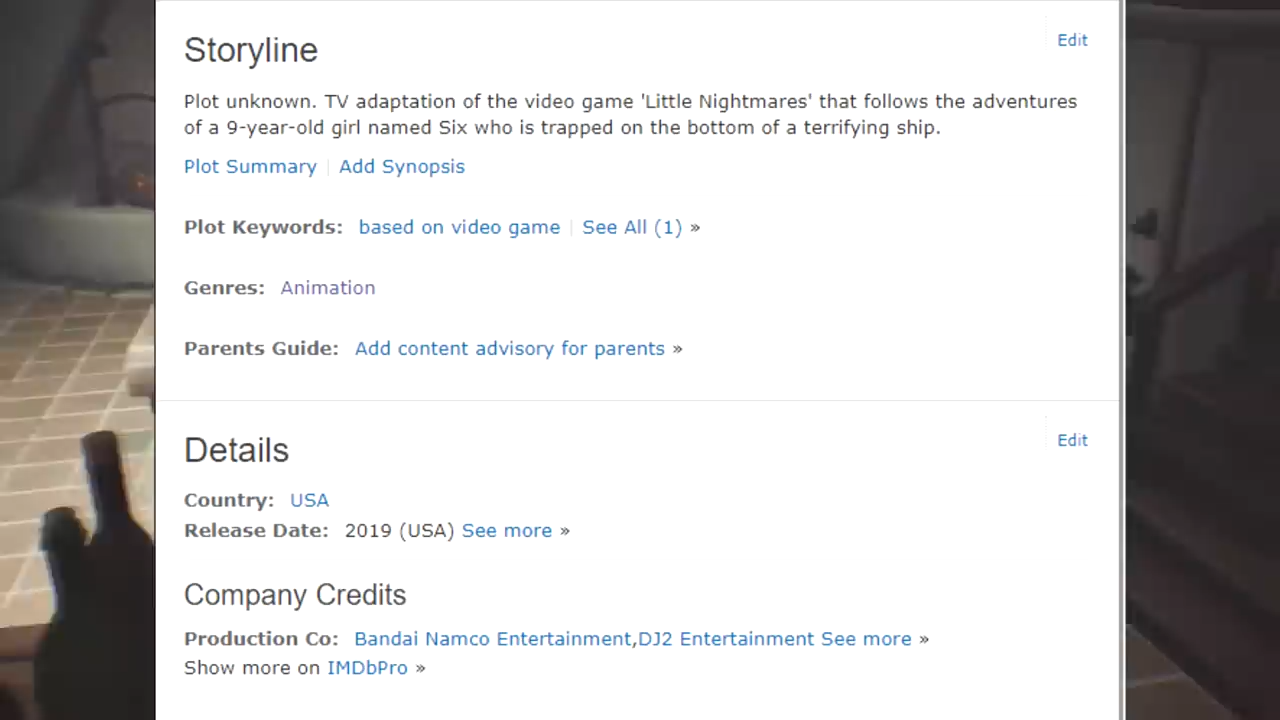 Storyline
Edit
Plot unknown. TV adaptation of the video game 'Little Nightmares' that follows the adventures
of a 9-year-old girl named Six who is trapped on the bottom of a terrifying ship.
Plot Summary | Add Synopsis
Plot Keywords: based on video game | See All (1) »
Genres: Animation
Parents Guide: Add content advisory for parents »
Details
Edit
Country: USA
Release Date: 2019 (USA) See more »
Company Credits
Production Co: Bandai Namco Entertainment,DJ2 Entertainment See more »
Show more on IMDbPro »